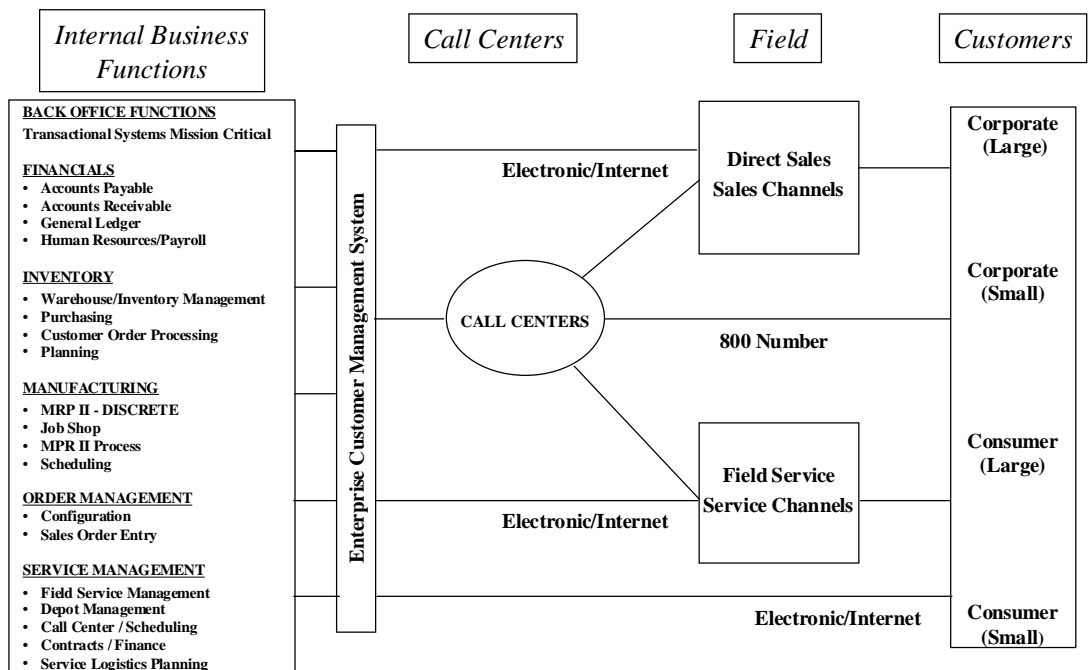 Internal Business
Functions
Call Centers
Field
Customers
BACK OFFICE FUNCTIONS
Transactional Systems Mission Critical
FINANCIALS
• Accounts Payable
• Accounts Receivable
• General Ledger
• Human Resources/Payroll
INVENTORY
• Warehouse/Inventory Management
• Purchasing
• Customer Order Processing
• Planning
MANUFACTURING
• MRP II - DISCRETE
• Job Shop
• MPR II Process
• Scheduling
ORDER MANAGEMENT
• Configuration
• Sales Order Entry
SERVICE MANAGEMENT
• Field Service Management
• Depot Management
• Call Center / Scheduling
• Contracts / Finance
• Service Logistics Planning
Enterprise Customer Management System
Electronic/Internet
CALL CENTERS
800 Number
Electronic/Internet
Electronic/Internet
Direct Sales
Sales Channels
Field Service
Service Channels
Corporate
(Large)
Corporate
(Small)
Consumer
(Large)
Consumer
(Small)